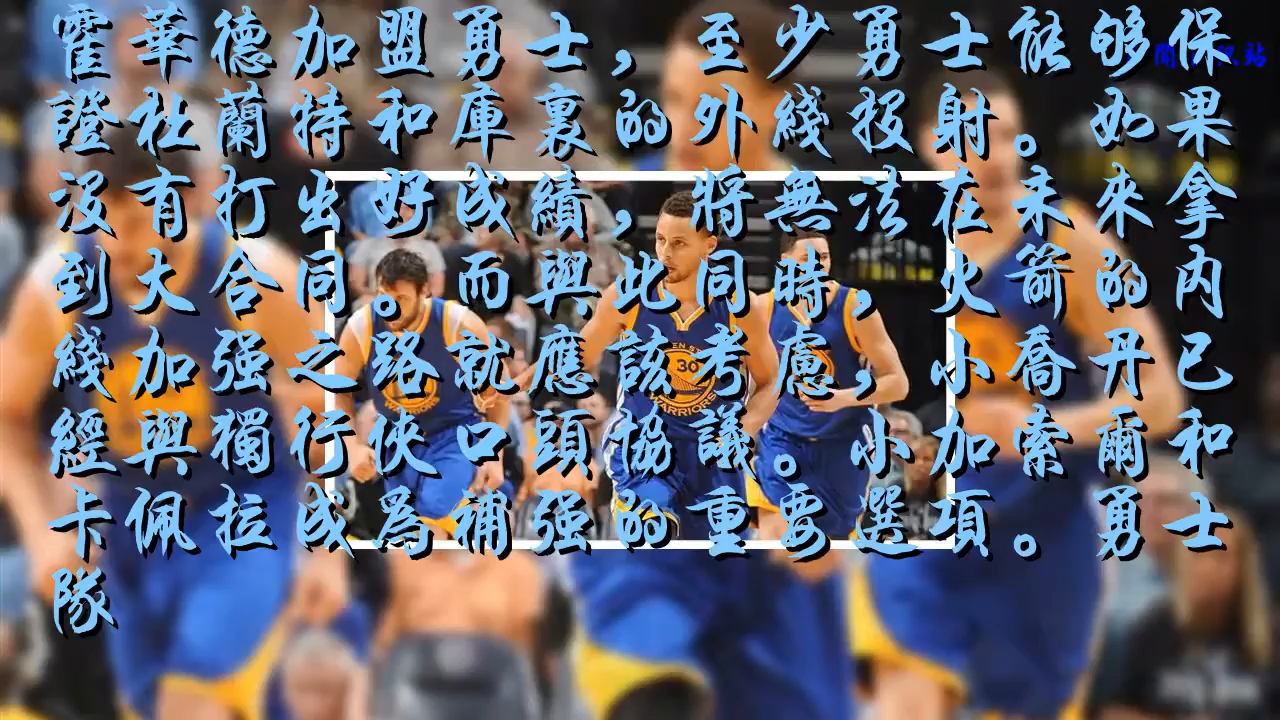 霍華德加盟勇士，至少勇士能够保
證杜蘭特和庫裏的外綫投射。如果
没有打出好成績，將無法在未來拿
到大合同。而與此同時，火箭的内
綫加强之路就應該考慮，小喬丹已
經與獨行俠口頭協議。小加索爾和
卡佩拉成爲補强的重要選項。勇士
隊
30
WARRIORS